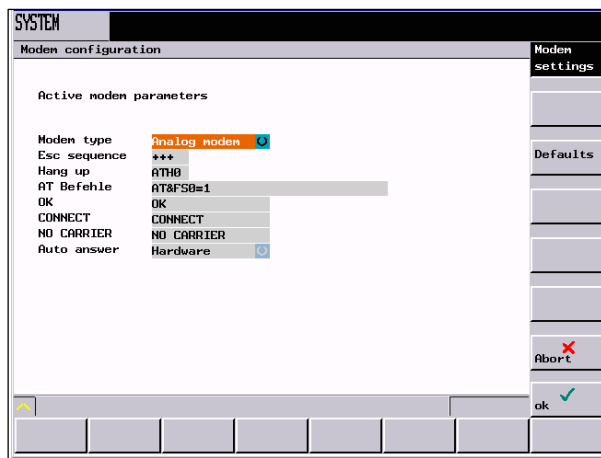 SYSTEM
Modem configuration
Modem
settings
Active modem parameters
Modem type Analog modem
Esc sequence +++
Defaults
Hang up ATH0
AT Befehle AT&FS0=1
OK OK
CONNECT CONNECT
NO CARRIER NO CARRIER
Auto answer Hardware
Abort
ok